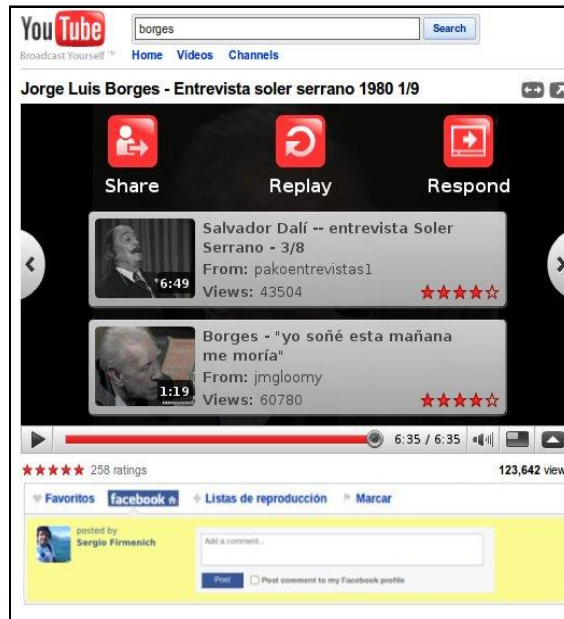 YouTube
borges
Search
Broadcast Yourself ™
Home Videos Channels
Jorge Luis Borges - Entrevista soler serrano 1980 1/9
Share Replay Respond
Salvador Dalí -- entrevista Soler
Serrano - 3/8
From: pakoentrevistas1
6:49
Views: 43504
Borges - "yo soñé esta mañana
me moría"
From: jmgloomy
1:19
Views: 60780
6:35 / 6:35
258 ratings
123,642 view
Favoritos facebook Listas de reproducción Marcar
posted by
Sergio Firmenich
Add a comment...
Post Post comment to my Facebook profile